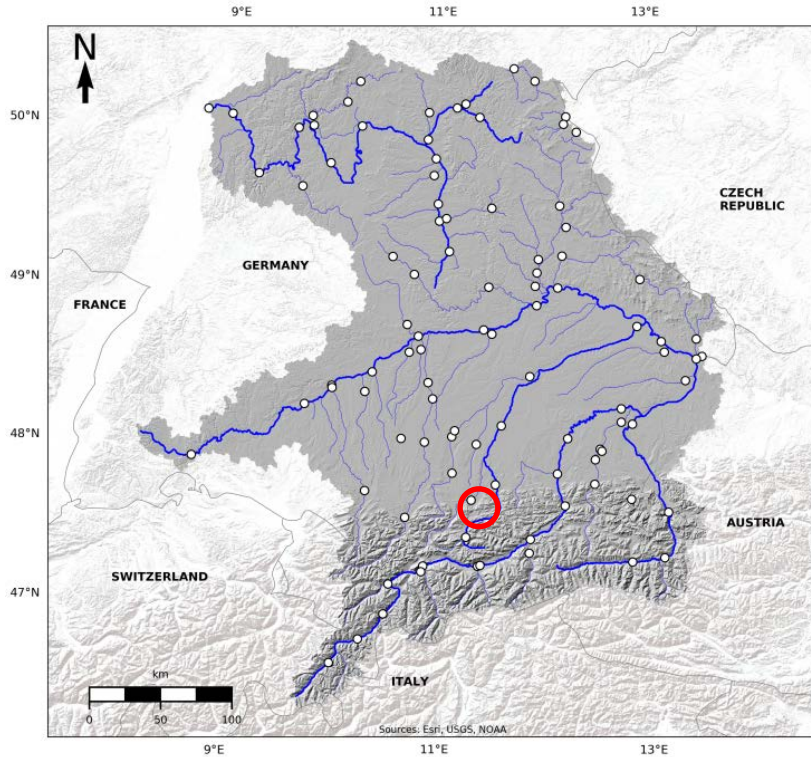 9°E 11°E 13°E
N
50°N
CZECH
REPUBLIC
GERMANY
49°N
FRANCE
48°N
AUSTRIA
SWITZERLAND
47°N
ITALY
km
0 50 100
Sources: Esri, USGS, NOAA
9°E 11°E 13°E